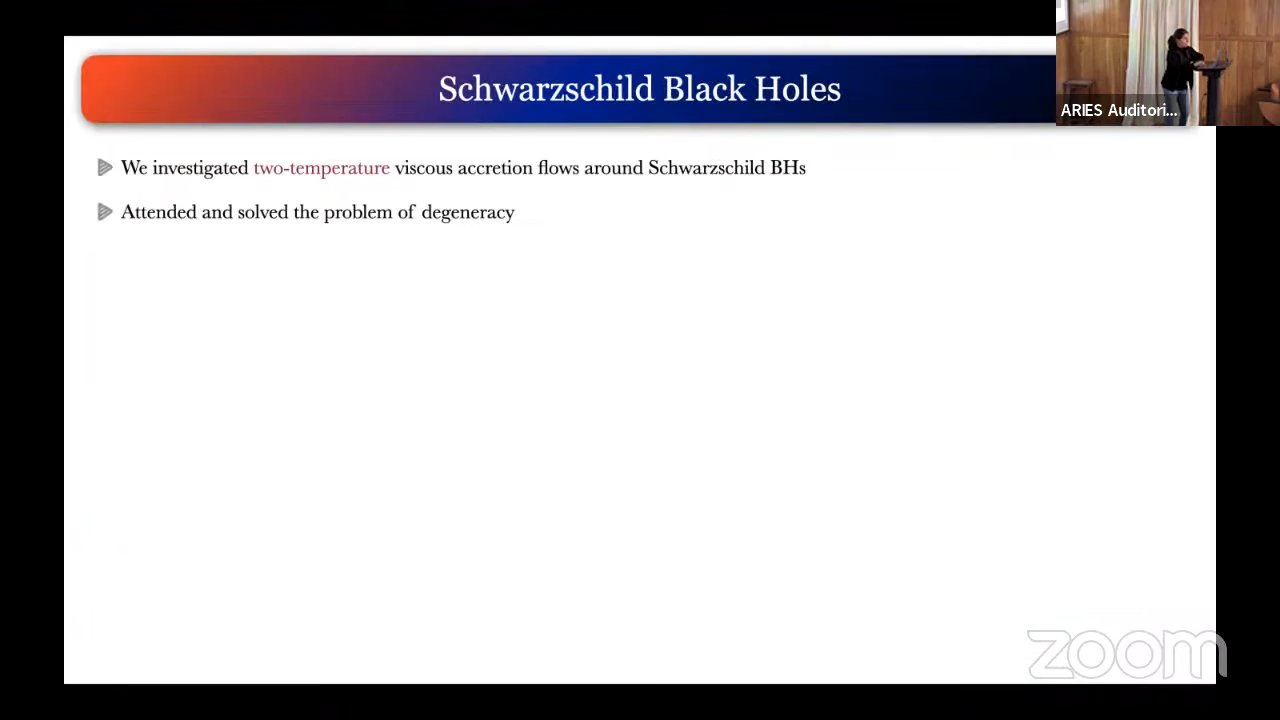 Schwarzschild Black Holes
ARIES Auditori...
We investigated two-temperature viscous accretion flows around Schwarzschild BHs
Attended and solved the problem of degeneracy
zoom